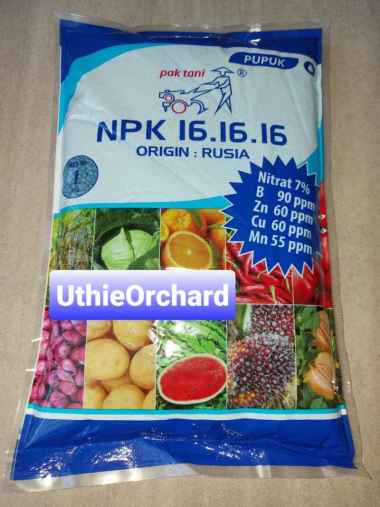 PUPUK
pak tani
®
NPK 16.16.16
ORIGIN : RUSIA
Nitrat 7%
B 90 ppm
Zn 60 ppm
Cu 60 ppm
Mn 55 ppm
1
UthieOrchard